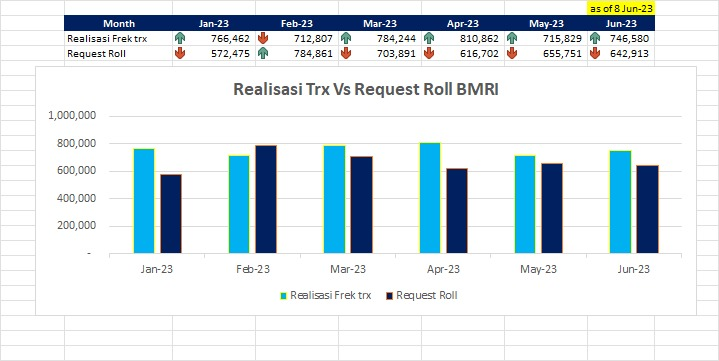 as of 8 Jun-23
Month Jan-23 Feb-23 Mar-23 Apr-23 May-23 Jun-23
Realisasi Frek trx 766,462 712,807 784,244 810,862 715,829 746,580
Request Roll 572,475 784,861 703,891 616,702 655,751 642,913
Realisasi Trx Vs Request Roll BMRI
1,000,000
800,000
600,000
400,000
200,000
-
Jan-23 Feb-23 Mar-23 Apr-23 May-23 Jun-23
Realisasi Frek trx Request Roll